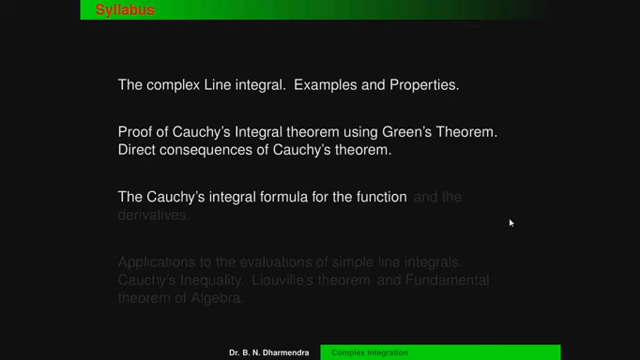 Syllabus
The complex Line integral. Examples and Properties.
Proof of Cauchy's Integral theorem using Green's Theorem.
Direct consequences of Cauchy's theorem.
The Cauchy's integral formula for the function and the
derivatives.
Applications to the evaluations of simple line integrals.
Cauchy's Inequality. Liouville's theorem and Fundamental
theorem of Algebra.
Dr. B. N. Dharmendra Complex Integration